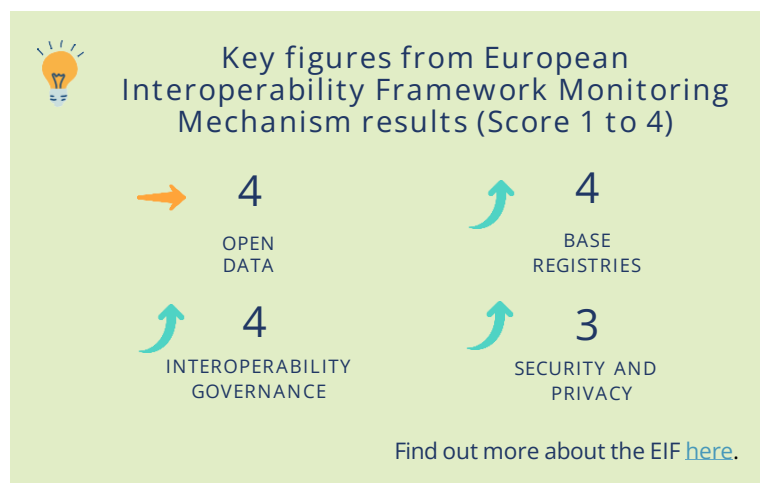 Key figures from European
Interoperability Framework Monitoring
Mechanism results (Score 1 to 4)
4
OPEN
DATA
4
BASE
REGISTRIES
4
INTEROPERABILITY
GOVERNANCE
3
SECURITY AND
PRIVACY
Find out more about the EIF here.